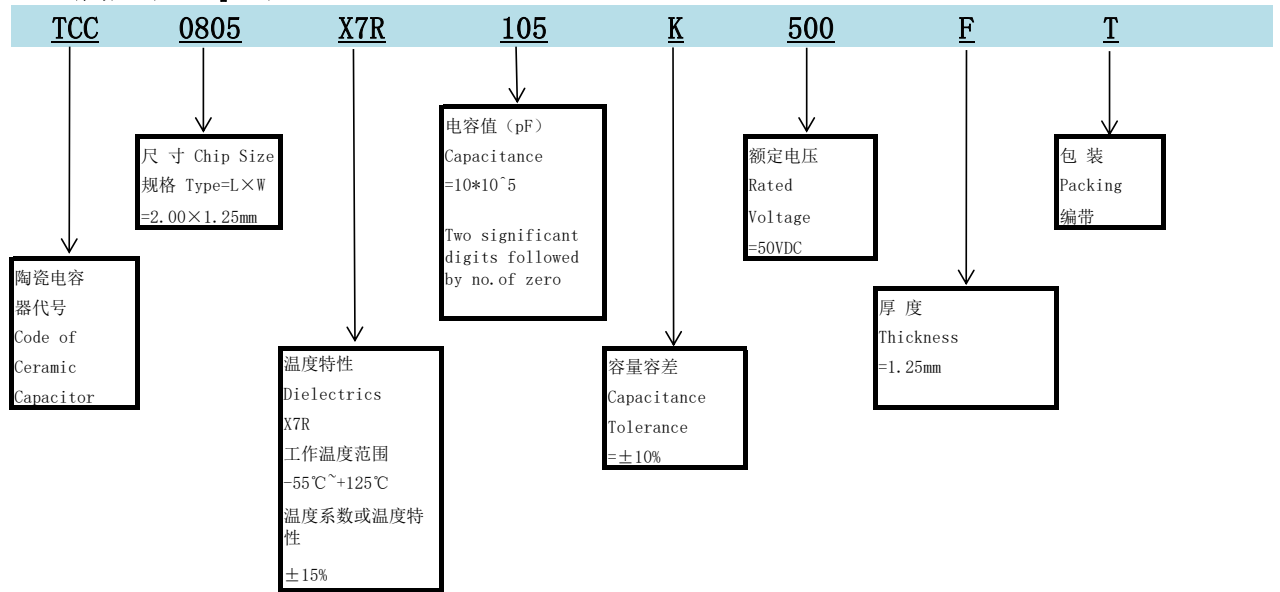 TCC 0805 X7R 105 K 500 F T
陶瓷电容
器代号
Code of
Ceramic
Capacitor
尺 寸 Chip Size
规格 Type=L×W
=2.00×1.25mm
温度特性
Dielectrics
X7R
工作温度范围
-55℃~+125℃
温度系数或温度特
性
±15%
电容值（pF）
Capacitance
=10*10^5
Two significant
digits followed
by no.of zero
容量容差
Capacitance
Tolerance
=±10%
额定电压
Rated
Voltage
=50VDC
厚 度
Thickness
=1.25mm
包 装
Packing
编带